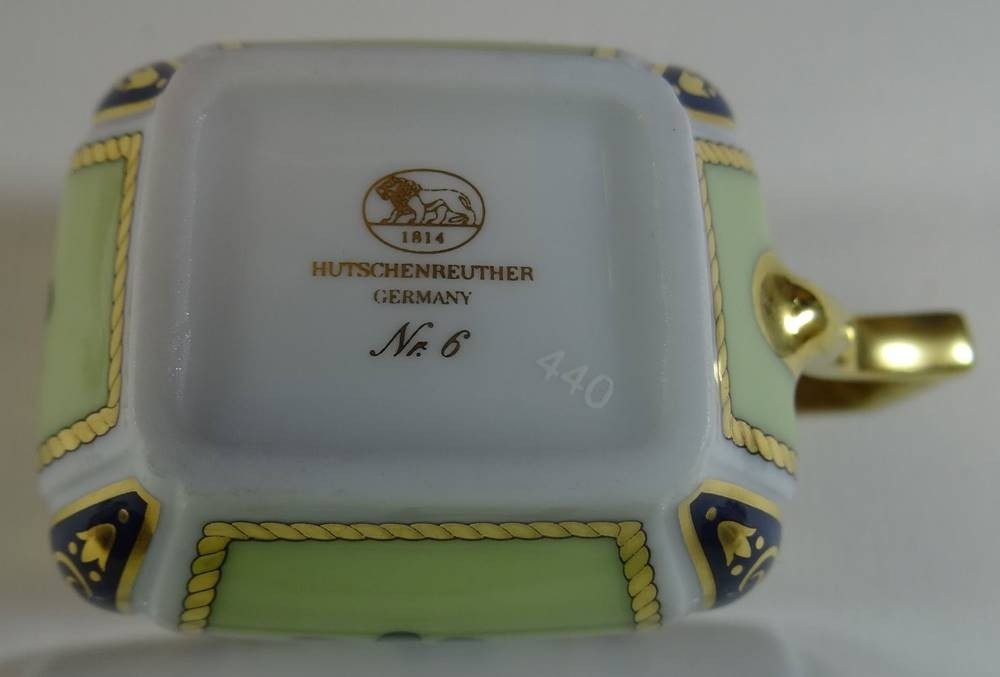 1814
HUTSCHENREUTHER
GERMANY
Nr. 6
440